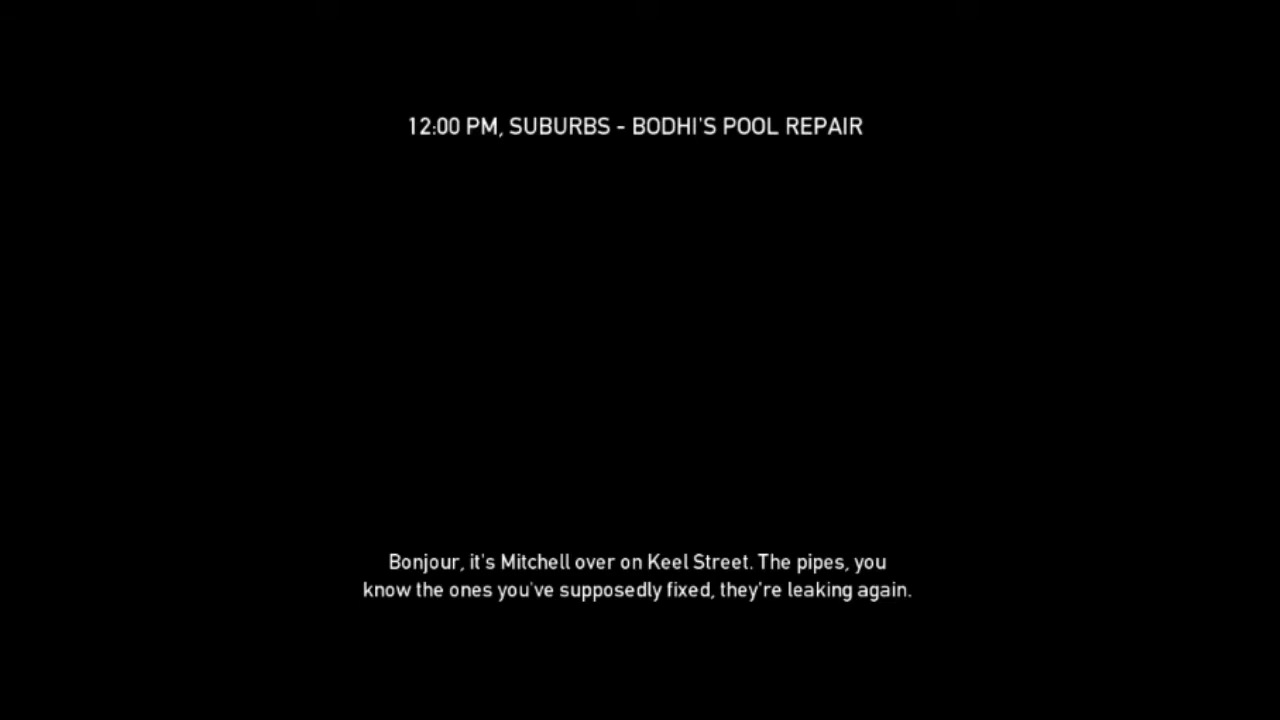 12:00 PM, SUBURBS - BODHI'S POOL REPAIR
Bonjour, it's Mitchell over on Keel Street. The pipes, you
know the ones you've supposedly fixed, they're leaking again.